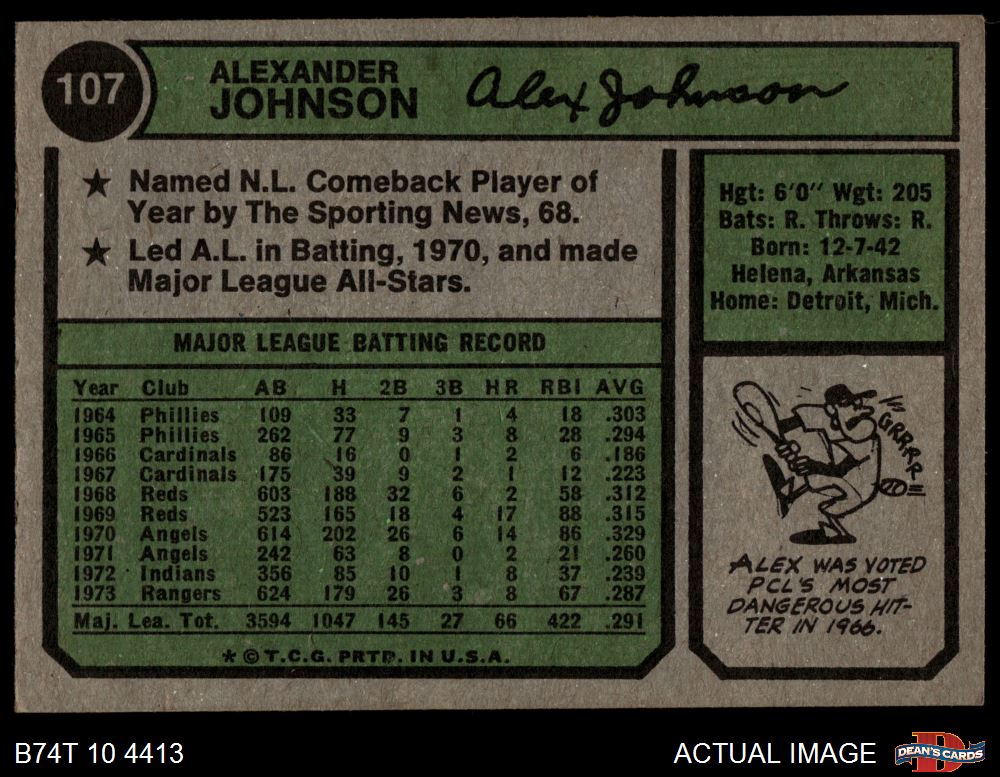 107
ALEXANDER
JOHNSON
Alex Johnson
★ Named N.L. Comeback Player of
Year by The Sporting News, 68.
★ Led A.L. in Batting, 1970, and made
Major League All-Stars.
MAJOR LEAGUE BATTING RECORD
Year Club AB H 2B 3B HR RBI AVG
1964 Phillies 109 33 7 1 4 18 .303
1965 Phillies 262 77 9 3 8 28 .294
1966 Cardinals 86 16 0 1 2 6 .186
1967 Cardinals 175 39 9 2 1 12 .223
1968 Reds 603 188 32 6 2 58 .312
1969 Reds 523 165 18 4 17 88 .315
1970 Angels 614 202 26 6 14 86 .329
1971 Angels 242 63 8 0 2 21 .260
1972 Indians 356 85 10 1 8 37 .239
1973 Rangers 624 179 26 3 8 67 .287
Maj. Lea. Tot. 3594 1047 145 27 66 422 .291
* © T.C.G. PRTD. IN U.S.A.
Hgt: 6'0" Wgt: 205
Bats: R. Throws: R.
Born: 12-7-42
Helena, Arkansas
Home: Detroit, Mich.
GRRRR
ALEX WAS VOTED
PCL'S MOST
DANGEROUS HIT-
TER IN 1966.
B74T 10 4413
ACTUAL IMAGE
D
DEAN'S CARDS